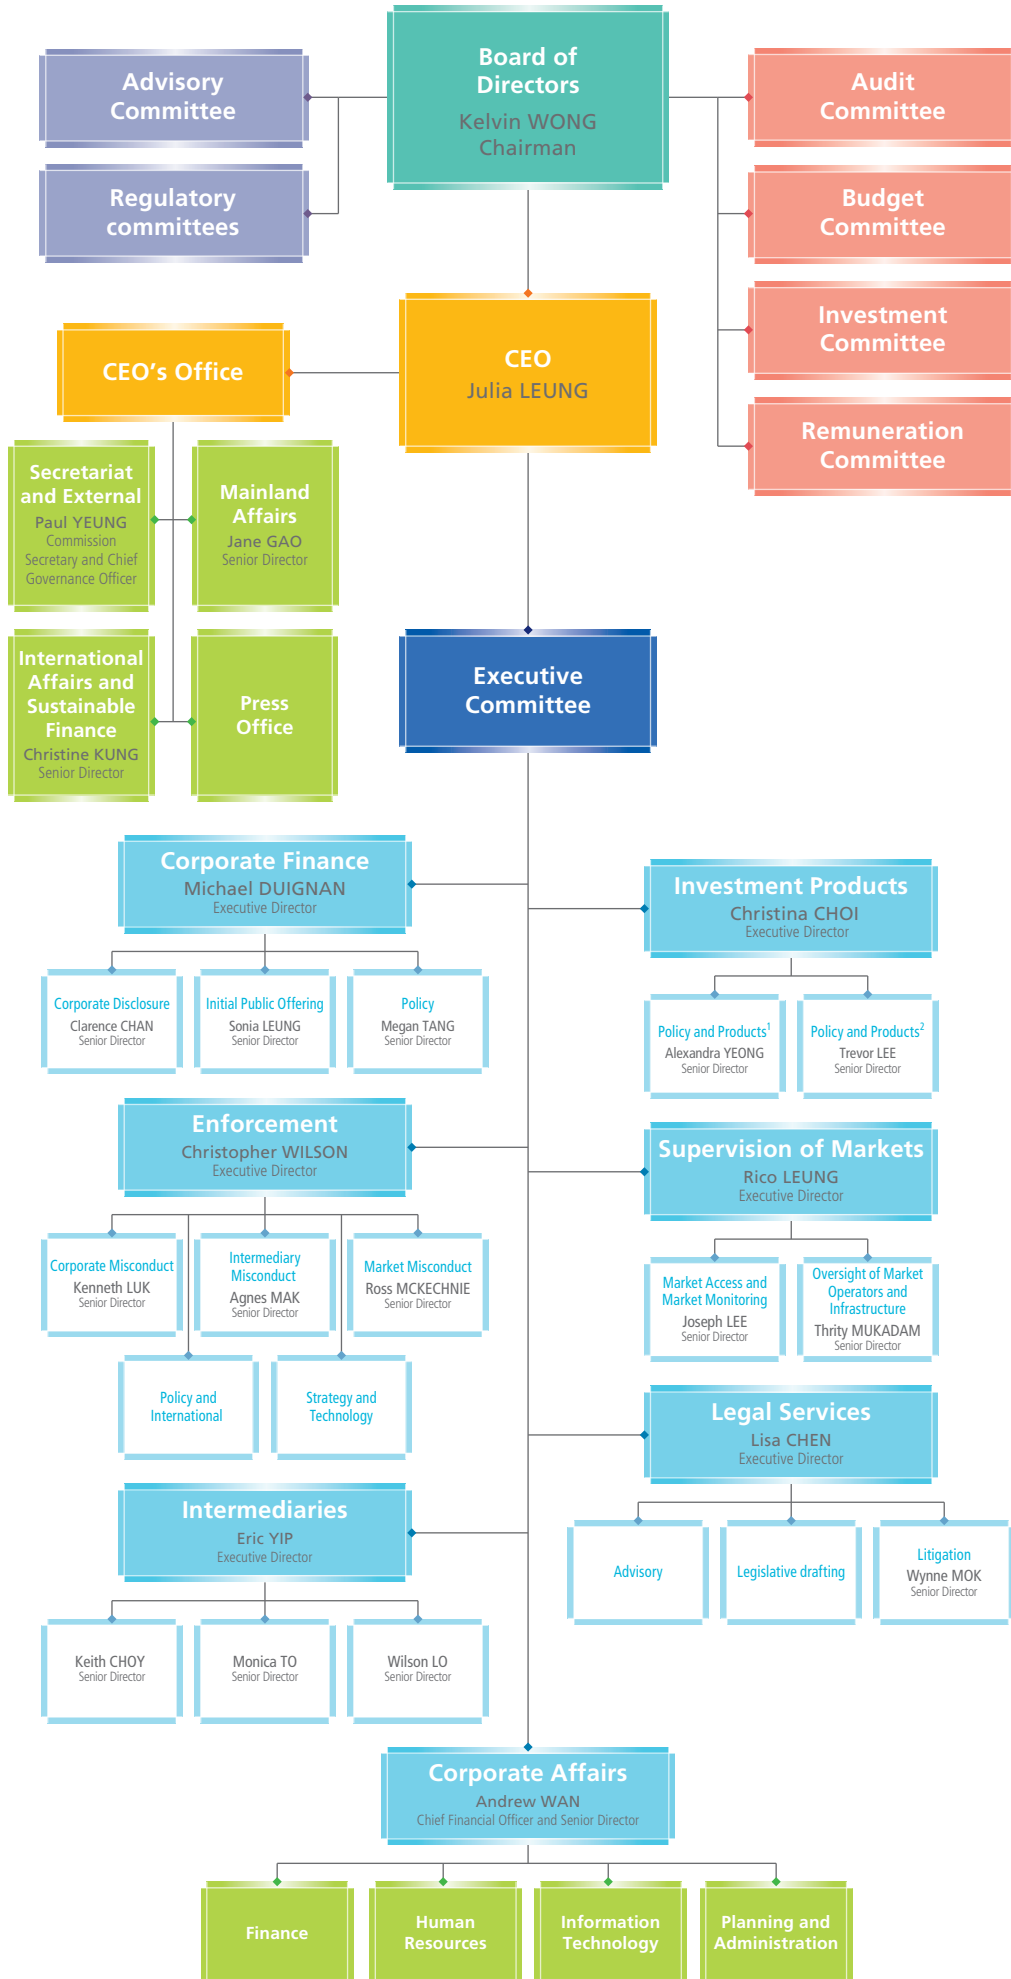 Board of
Directors
Kelvin WONG
Chairman
Advisory
Committee
Regulatory
committees
Audit
Committee
Budget
Committee
Investment
Committee
Remuneration
Committee
CEO
Julia LEUNG
CEO's Office
Secretariat
and External
Paul YEUNG
Commission
Secretary and Chief
Governance Officer
Mainland
Affairs
Jane GAO
Senior Director
International
Affairs and
Sustainable
Finance
Christine KUNG
Senior Director
Press
Office
Executive
Committee
Corporate Finance
Michael DUIGNAN
Executive Director
Corporate Disclosure
Clarence CHAN
Senior Director
Initial Public Offering
Sonia LEUNG
Senior Director
Policy
Megan TANG
Senior Director
Investment Products
Christina CHOI
Executive Director
Policy and Products1
Alexandra YEONG
Senior Director
Policy and Products2
Trevor LEE
Senior Director
Enforcement
Christopher WILSON
Executive Director
Corporate Misconduct
Kenneth LUK
Senior Director
Intermediary
Misconduct
Agnes MAK
Senior Director
Market Misconduct
Ross MCKECHNIE
Senior Director
Policy and
International
Strategy and
Technology
Supervision of Markets
Rico LEUNG
Executive Director
Market Access and
Market Monitoring
Joseph LEE
Senior Director
Oversight of Market
Operators and
Infrastructure
Thrity MUKADAM
Senior Director
Legal Services
Lisa CHEN
Executive Director
Advisory
Legislative drafting
Litigation
Wynne MOK
Senior Director
Intermediaries
Eric YIP
Executive Director
Keith CHOY
Senior Director
Monica TO
Senior Director
Wilson LO
Senior Director
Corporate Affairs
Andrew WAN
Chief Financial Officer and Senior Director
Finance
Human
Resources
Information
Technology
Planning and
Administration